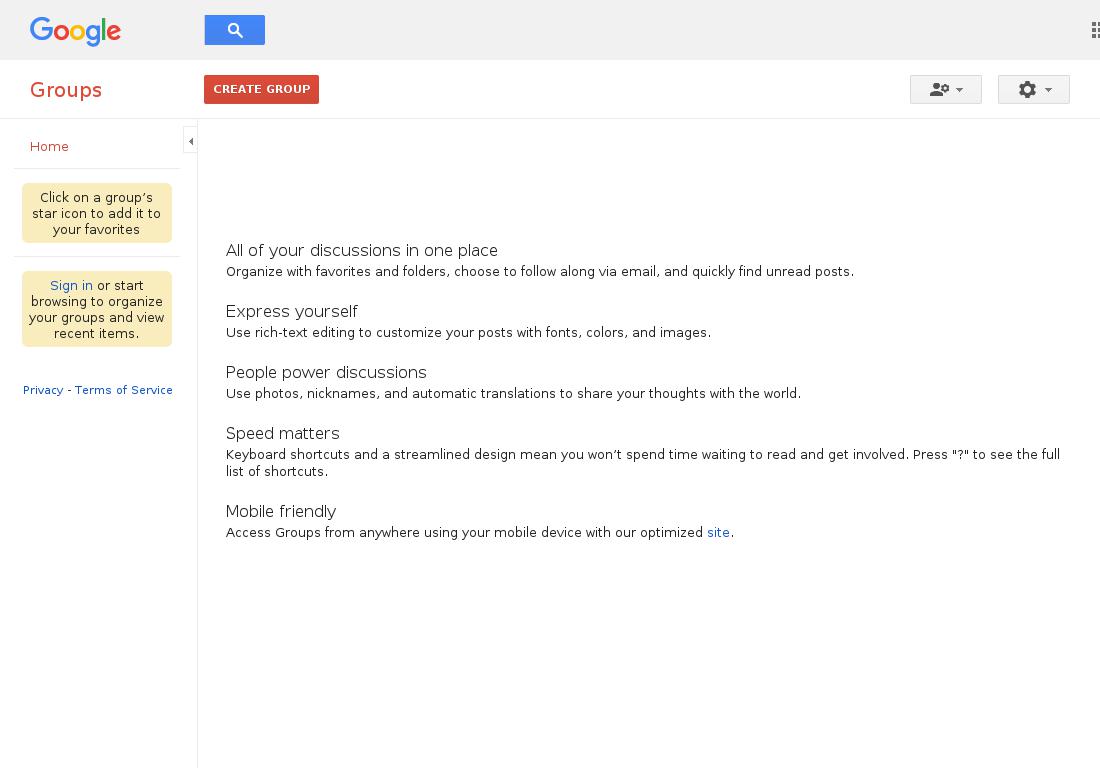 Google
Groups
CREATE GROUP
Home
Click on a group's
star icon to add it to
your favorites
Sign in or start
browsing to organize
your groups and view
recent items.
Privacy - Terms of Service
All of your discussions in one place
Organize with favorites and folders, choose to follow along via email, and quickly find unread posts.
Express yourself
Use rich-text editing to customize your posts with fonts, colors, and images.
People power discussions
Use photos, nicknames, and automatic translations to share your thoughts with the world.
Speed matters
Keyboard shortcuts and a streamlined design mean you won't spend time waiting to read and get involved. Press "?" to see the full
list of shortcuts.
Mobile friendly
Access Groups from anywhere using your mobile device with our optimized site.